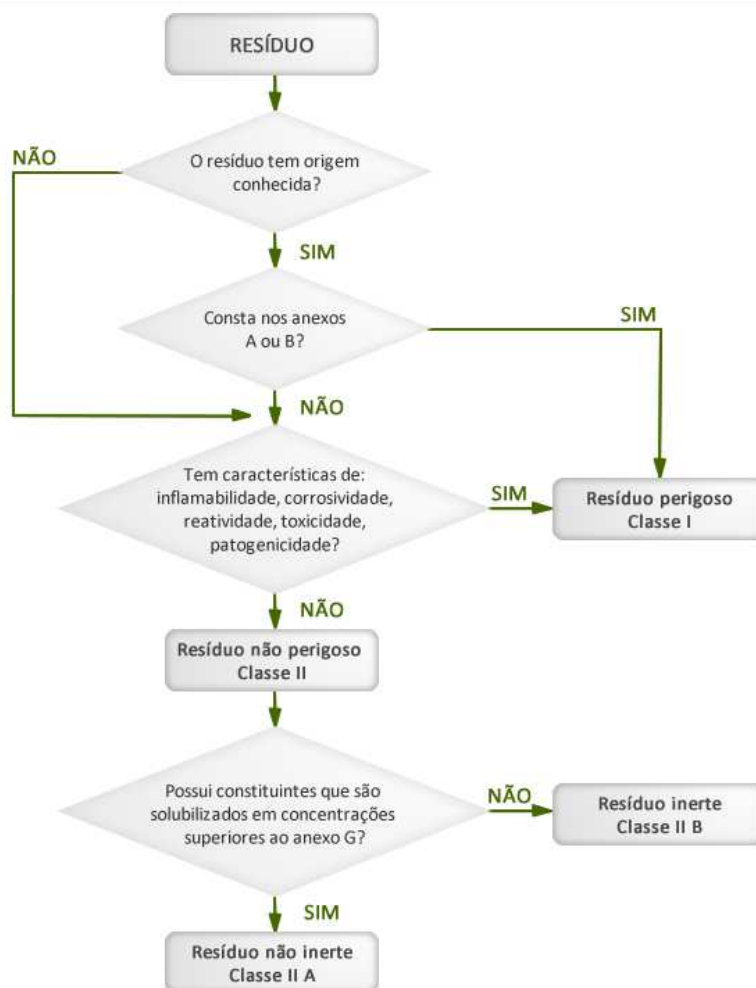 RESÍDUO
O resíduo tem origem
conhecida?
NÃO
SIM
Consta nos anexos
A ou B?
SIM
NÃO
Tem características de:
inflamabilidade, corrosividade,
reatividade, toxicidade,
patogenicidade?
SIM
Resíduo perigoso
Classe I
NÃO
Resíduo não perigoso
Classe II
Possui constituintes que são
solubilizados em concentrações
superiores ao anexo G?
NÃO
Resíduo inerte
Classe II B
SIM
Resíduo não inerte
Classe II A